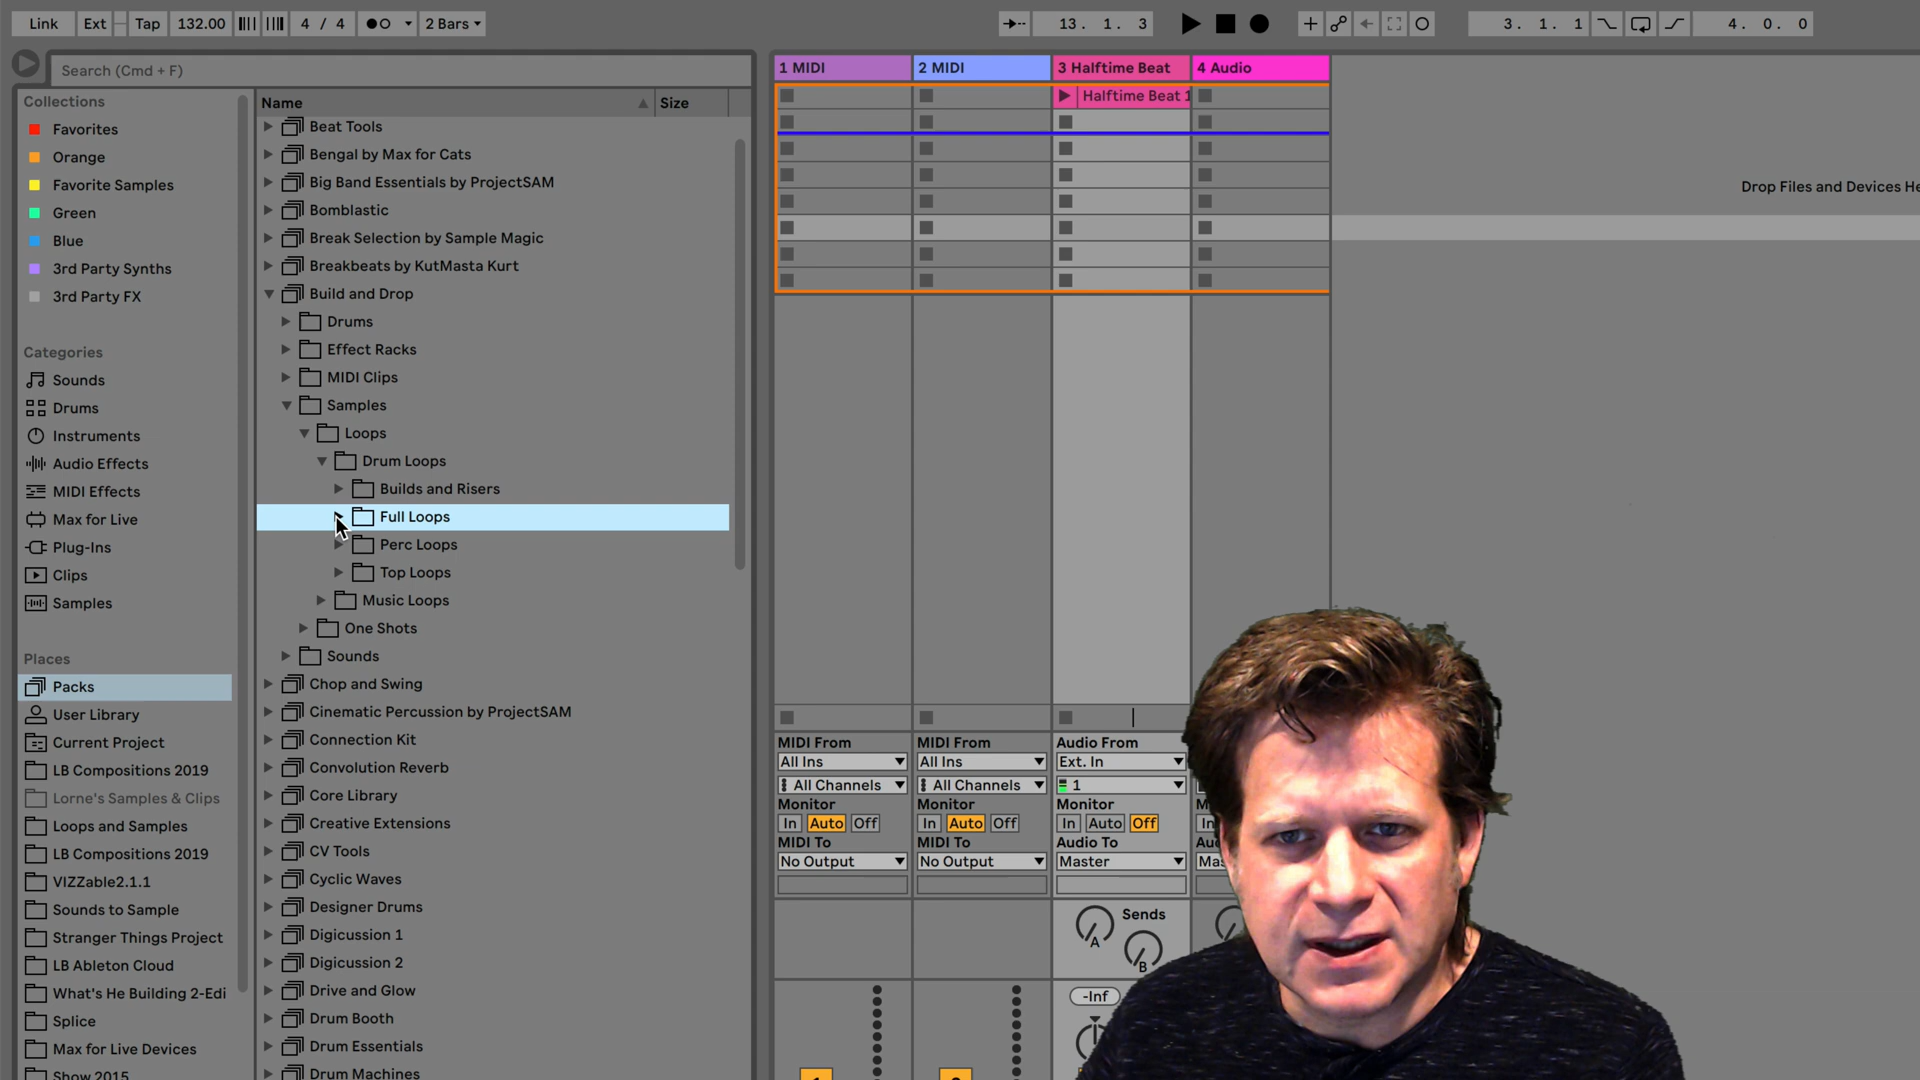 Link Ext Tap 132.00 4 / 4 2 Bars 13. 1. 3 3. 1. 1 4. 0. 0
Search (Cmd + F)
Collections
Favorites
Orange
Favorite Samples
Green
Blue
3rd Party Synths
3rd Party FX
Categories
Sounds
Drums
Instruments
Audio Effects
MIDI Effects
Max for Live
Plug-Ins
Clips
Samples
Places
Packs
User Library
Current Project
LB Compositions 2019
Lorne's Samples & Clips
Loops and Samples
LB Compositions 2019
VIZZable2.1.1
Sounds to Sample
Stranger Things Project
LB Ableton Cloud
What's He Building 2-Edi
Splice
Max for Live Devices
Show 2015
Name Size
Beat Tools
Bengal by Max for Cats
Big Band Essentials by ProjectSAM
Bomblastic
Break Selection by Sample Magic
Breakbeats by KutMasta Kurt
Build and Drop
Drums
Effect Racks
MIDI Clips
Samples
Loops
Drum Loops
Builds and Risers
Full Loops
Perc Loops
Top Loops
Music Loops
One Shots
Sounds
Chop and Swing
Cinematic Percussion by ProjectSAM
Connection Kit
Convolution Reverb
Core Library
Creative Extensions
CV Tools
Cyclic Waves
Designer Drums
Digicussion 1
Digicussion 2
Drive and Glow
Drum Booth
Drum Essentials
Drum Machines
1 MIDI 2 MIDI 3 Halftime Beat 4 Audio
Halftime Beat 1
Drop Files and Devices He
MIDI From MIDI From Audio From
All Ins All Ins Ext. In
All Channels All Channels 1
Monitor Monitor Monitor
In Auto Off In Auto Off In Auto Off In
MIDI To MIDI To Audio To
No Output No Output Master Mas
Sends
A
B
-Inf